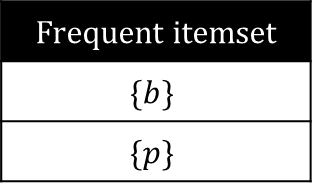 Frequent itemset
{b}
{p}